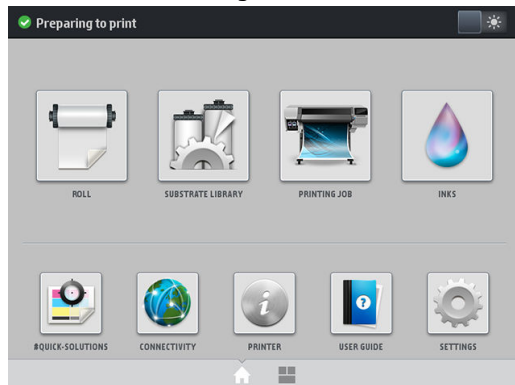 Preparing to print
ROLL
SUBSTRATE LIBRARY
PRINTING JOB
INKS
#QUICK-SOLUTIONS
CONNECTIVITY
PRINTER
USER GUIDE
SETTINGS